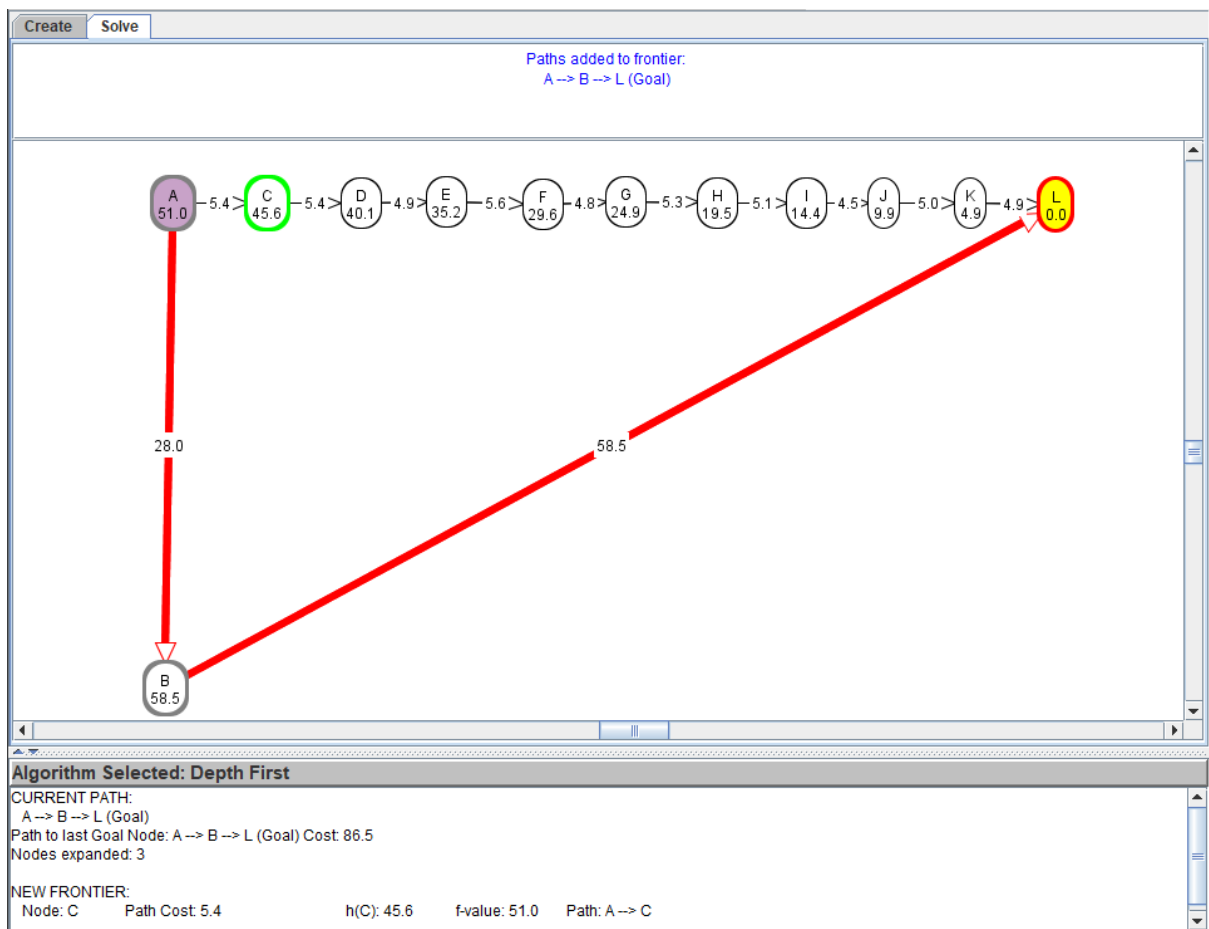 Create Solve
Paths added to frontier:
A --> B --> L (Goal)
A 51.0
5.4
C 45.6
5.4
D 40.1
4.9
E 35.2
5.6
F 29.6
4.8
G 24.9
5.3
H 19.5
5.1
I 14.4
4.5
J 9.9
5.0
K 4.9
4.9
L 0.0
28.0
58.5
B 58.5
Algorithm Selected: Depth First
CURRENT PATH:
A --> B --> L (Goal)
Path to last Goal Node: A --> B --> L (Goal) Cost: 86.5
Nodes expanded: 3
NEW FRONTIER:
Node: C Path Cost: 5.4 h(C): 45.6 f-value: 51.0 Path: A --> C